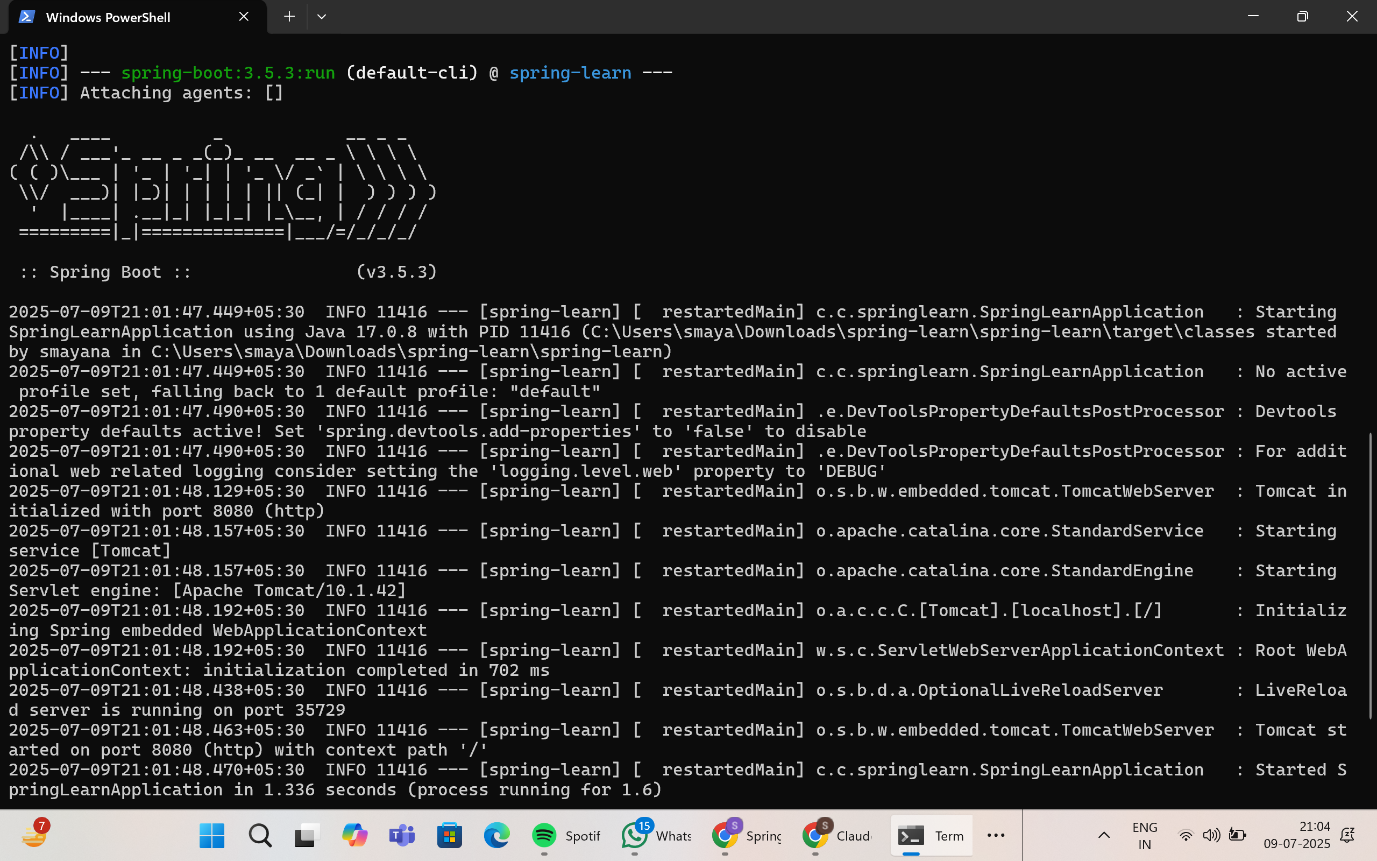 Windows PowerShell
[INFO]
[INFO] --- spring-boot:3.5.3:run (default-cli) @ spring-learn ---
[INFO] Attaching agents: []
  .   ____          _            __ _ _
 /\\ / ___'_ __ _ _(_)_ __  __ _ \ \ \ \
( ( )\___ | '_ | '_| | '_ \/ _` | \ \ \ \
 \\/  ___)| |_)| | | | | || (_| |  ) ) ) )
  '  |____| .__|_| |_|_| |_\__, | / / / /
 =========|_|==============|___/=/_/_/_/
 :: Spring Boot ::                (v3.5.3)
2025-07-09T21:01:47.449+05:30  INFO 11416 --- [spring-learn] [  restartedMain] c.c.springlearn.SpringLearnApplication   : Starting
SpringLearnApplication using Java 17.0.8 with PID 11416 (C:\Users\smaya\Downloads\spring-learn\spring-learn\target\classes started
by smayana in C:\Users\smaya\Downloads\spring-learn\spring-learn)
2025-07-09T21:01:47.449+05:30  INFO 11416 --- [spring-learn] [  restartedMain] c.c.springlearn.SpringLearnApplication   : No active
 profile set, falling back to 1 default profile: "default"
2025-07-09T21:01:47.490+05:30  INFO 11416 --- [spring-learn] [  restartedMain] .e.DevToolsPropertyDefaultsPostProcessor : Devtools
property defaults active! Set 'spring.devtools.add-properties' to 'false' to disable
2025-07-09T21:01:47.490+05:30  INFO 11416 --- [spring-learn] [  restartedMain] .e.DevToolsPropertyDefaultsPostProcessor : For addit
ional web related logging consider setting the 'logging.level.web' property to 'DEBUG'
2025-07-09T21:01:48.129+05:30  INFO 11416 --- [spring-learn] [  restartedMain] o.s.b.w.embedded.tomcat.TomcatWebServer  : Tomcat in
itialized with port 8080 (http)
2025-07-09T21:01:48.157+05:30  INFO 11416 --- [spring-learn] [  restartedMain] o.apache.catalina.core.StandardService   : Starting
service [Tomcat]
2025-07-09T21:01:48.157+05:30  INFO 11416 --- [spring-learn] [  restartedMain] o.apache.catalina.core.StandardEngine    : Starting
Servlet engine: [Apache Tomcat/10.1.42]
2025-07-09T21:01:48.192+05:30  INFO 11416 --- [spring-learn] [  restartedMain] o.a.c.c.C.[Tomcat].[localhost].[/]       : Initializ
ing Spring embedded WebApplicationContext
2025-07-09T21:01:48.192+05:30  INFO 11416 --- [spring-learn] [  restartedMain] w.s.c.ServletWebServerApplicationContext : Root WebA
pplicationContext: initialization completed in 702 ms
2025-07-09T21:01:48.438+05:30  INFO 11416 --- [spring-learn] [  restartedMain] o.s.b.d.a.OptionalLiveReloadServer       : LiveReloa
d server is running on port 35729
2025-07-09T21:01:48.463+05:30  INFO 11416 --- [spring-learn] [  restartedMain] o.s.b.w.embedded.tomcat.TomcatWebServer  : Tomcat st
arted on port 8080 (http) with context path '/'
2025-07-09T21:01:48.470+05:30  INFO 11416 --- [spring-learn] [  restartedMain] c.c.springlearn.SpringLearnApplication   : Started S
pringLearnApplication in 1.336 seconds (process running for 1.6)
7
Spotif
15
Whats
S
Spring
S
Claud
Term
ENG
IN
21:04
09-07-2025